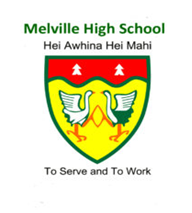 Melville High School
Hei Awhina Hei Mahi
To Serve and To Work